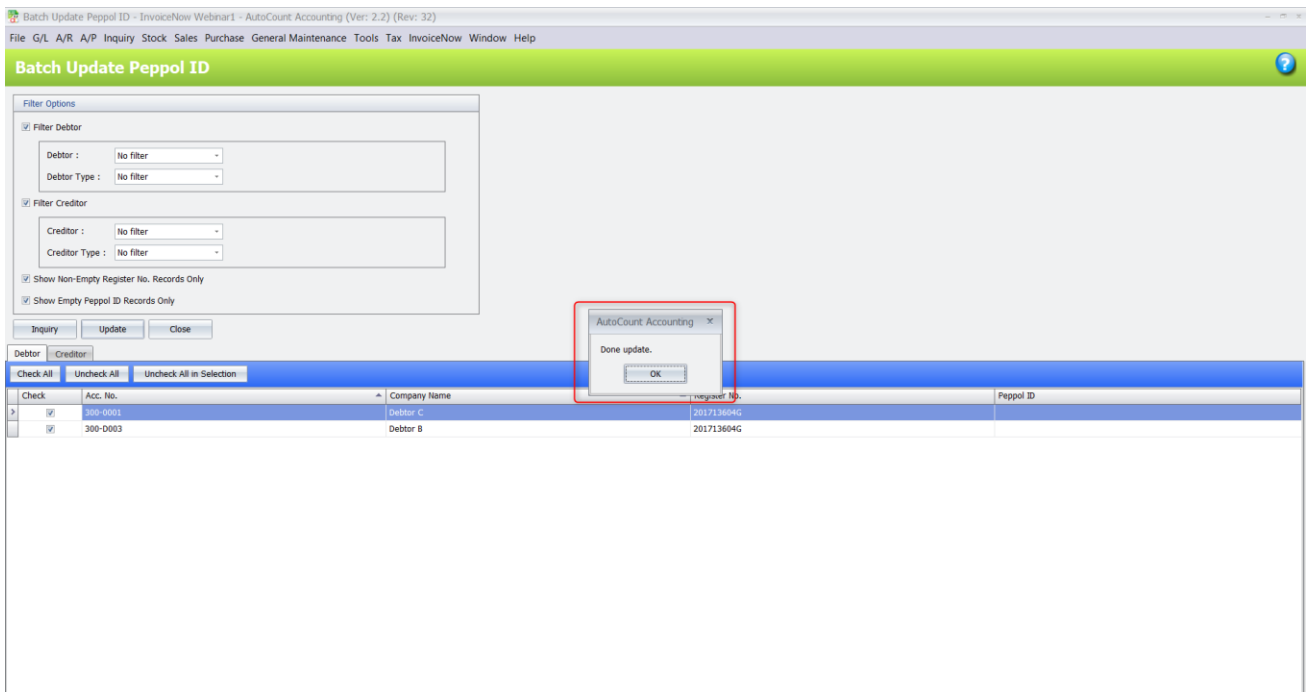 Batch Update Peppol ID - InvoiceNow Webinar1 - AutoCount Accounting (Ver: 2.2) (Rev: 32)
File G/L A/R A/P Inquiry Stock Sales Purchase General Maintenance Tools Tax InvoiceNow Window Help
Batch Update Peppol ID
?
Filter Options
Filter Debtor
Debtor : No filter
Debtor Type : No filter
Filter Creditor
Creditor : No filter
Creditor Type : No filter
Show Non-Empty Register No. Records Only
Show Empty Peppol ID Records Only
Inquiry Update Close
AutoCount Accounting x
Done update.
OK
Debtor Creditor
Check All Uncheck All Uncheck All in Selection
Check Acc. No. Company Name Register No. Peppol ID
300-0001 Debtor C 201713604G
300-D003 Debtor B 201713604G